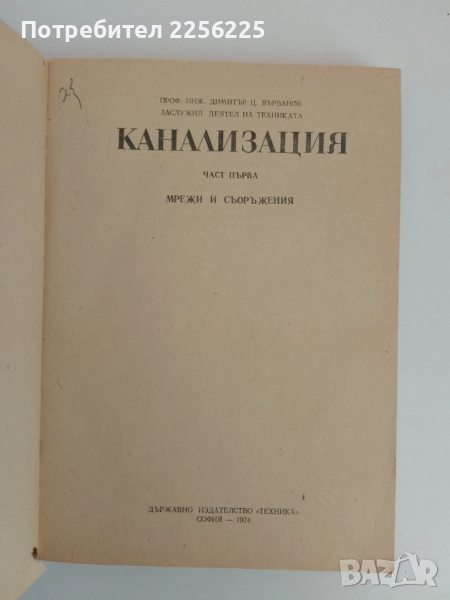 Потребител 2256225
ПРОФ. ИНЖ. ДИМИТЪР Ц. ВЪРБАНОВ
ЗАСЛУЖИЛ ДЕЯТЕЛ НА ТЕХНИКАТА
КАНАЛИЗАЦИЯ
ЧАСТ ПЪРВА
МРЕЖИ И СЪОРЪЖЕНИЯ
ДЪРЖАВНО ИЗДАТЕЛСТВО «ТЕХНИКА»
СОФИЯ — 1974
BAZAR